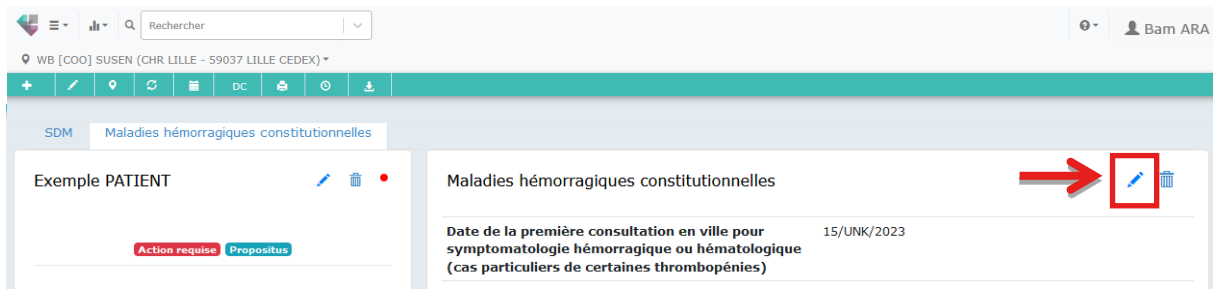 Rechercher
Bam ARA
WB [COO] SUSEN (CHR LILLE - 59037 LILLE CEDEX)
DC
SDM Maladies hémorragiques constitutionnelles
Exemple PATIENT
Action requise Propositus
Maladies hémorragiques constitutionnelles
Date de la première consultation en ville pour
symptomatologie hémorragique ou hématologique
(cas particuliers de certaines thrombopénies)
15/UNK/2023